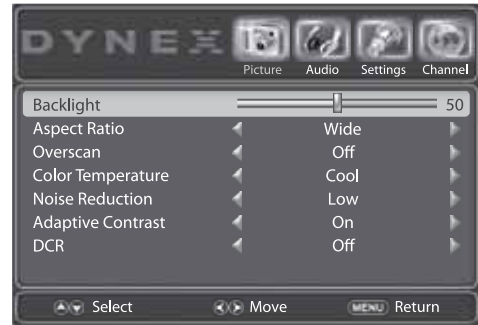 DYNEX
Picture Audio Settings Channel
Backlight 50
Aspect Ratio Wide
Overscan Off
Color Temperature Cool
Noise Reduction Low
Adaptive Contrast On
DCR Off
Select Move MENU Return